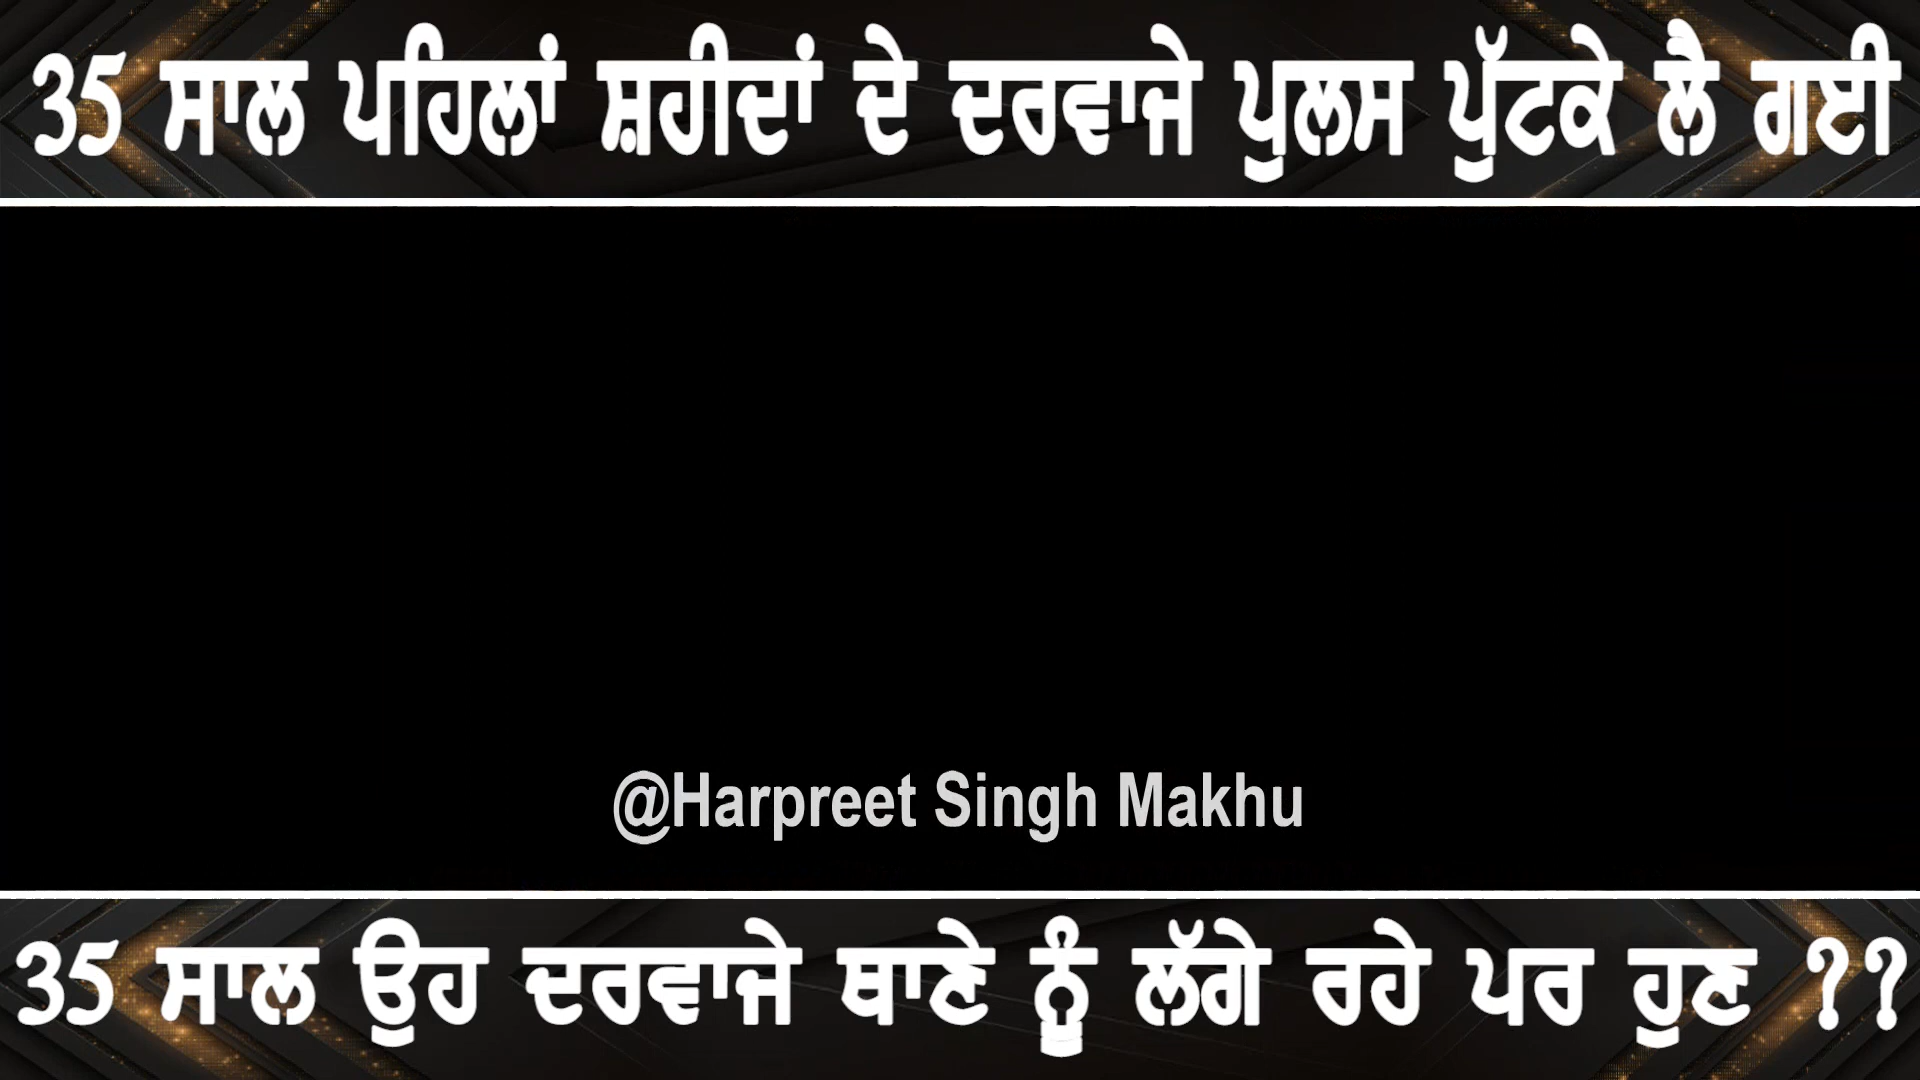 35 ਸਾਲ ਪਹਿਲਾਂ ਸ਼ਹੀਦਾਂ ਦੇ ਦਰਵਾਜੇ ਪੁਲਸ ਪੁੱਟਕੇ ਲੈ ਗਈ
@Harpreet Singh Makhu
35 ਸਾਲ ਉਹ ਦਰਵਾਜੇ ਥਾਣੇ ਨੂੰ ਲੱਗੇ ਰਹੇ ਪਰ ਹੁਣ ??